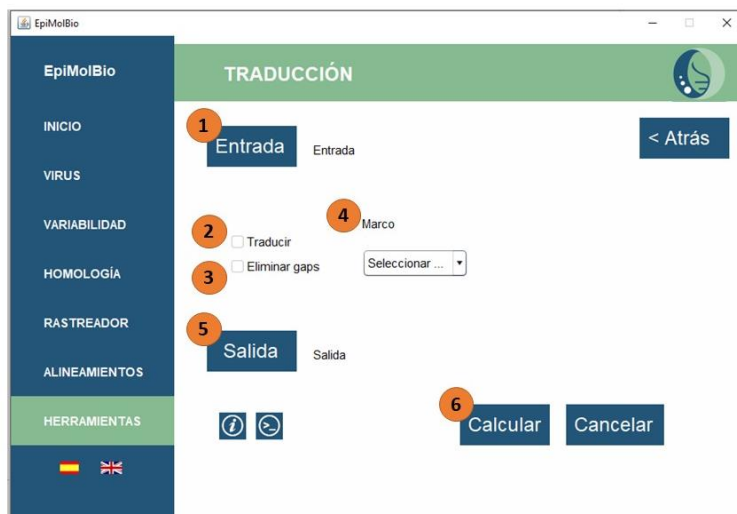 EpiMolBio
EpiMolBio
TRADUCCIÓN
INICIO
VIRUS
VARIABILIDAD
HOMOLOGÍA
RASTREADOR
ALINEAMIENTOS
HERRAMIENTAS
1
Entrada Entrada
< Atrás
2
Traducir
3
Eliminar gaps
4
Marco
Seleccionar ...
5
Salida Salida
6
Calcular Cancelar